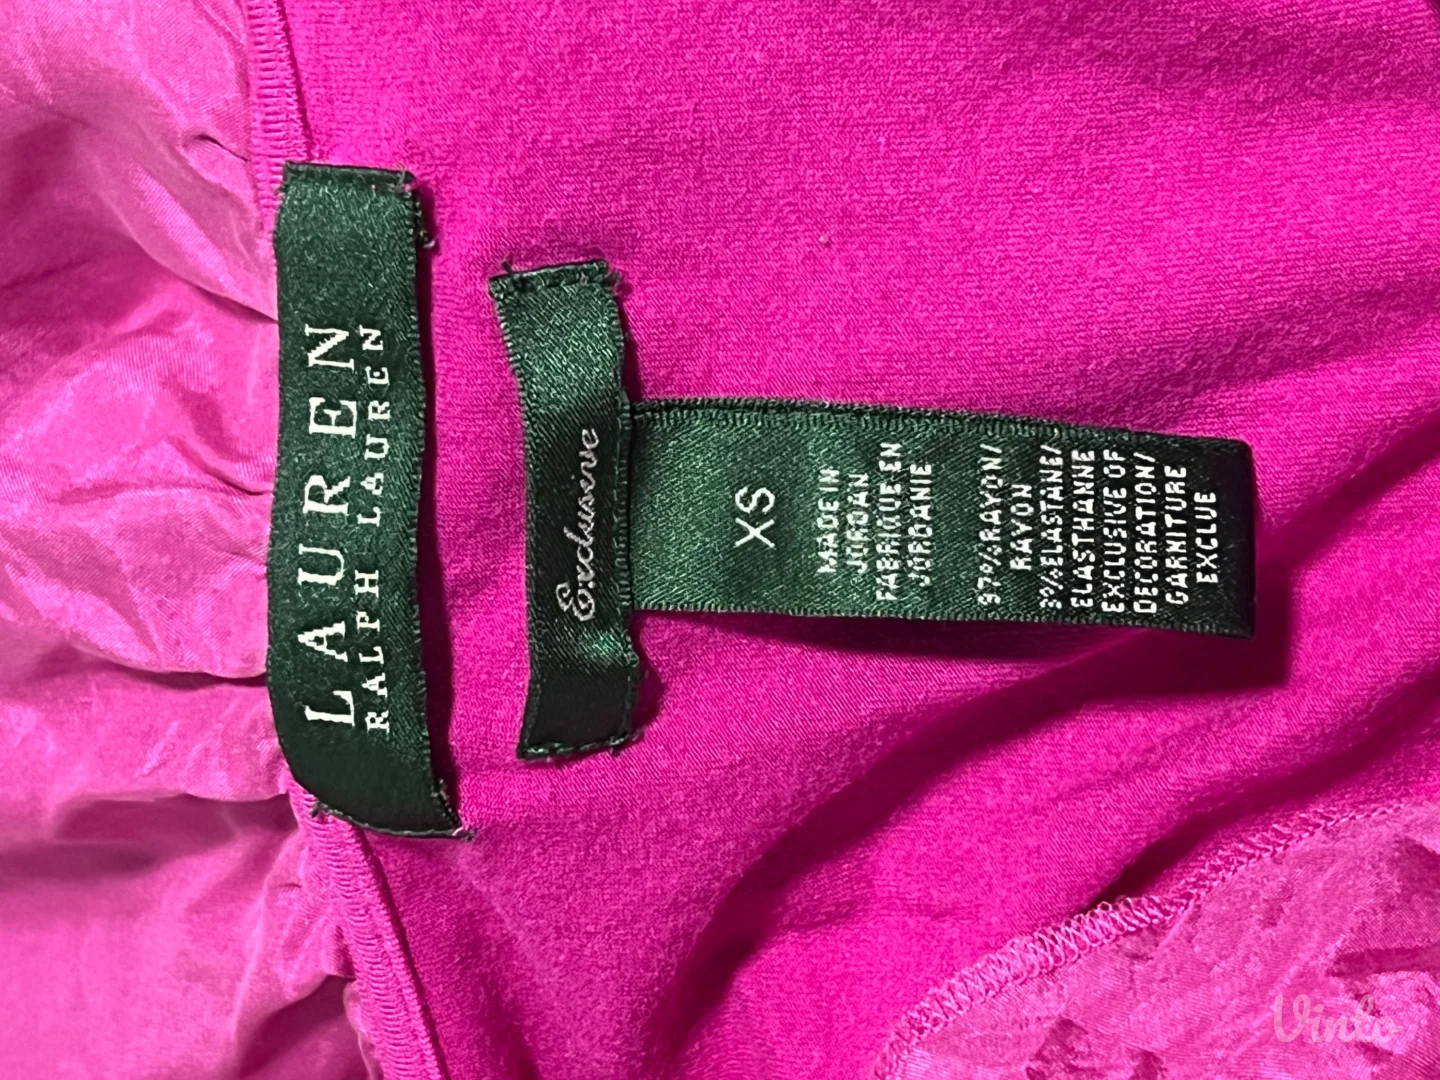 LAUREN
RALPH LAUREN
Exclusive
XS
MADE IN
JORDAN
FABRIQUE EN
JORDANIE
97%RAYON/
RAYON
3%ELASTANE/
ELASTHANNE
EXCLUSIVE OF
DECORATION/
GARNITURE
EXCLUE
Vinlo